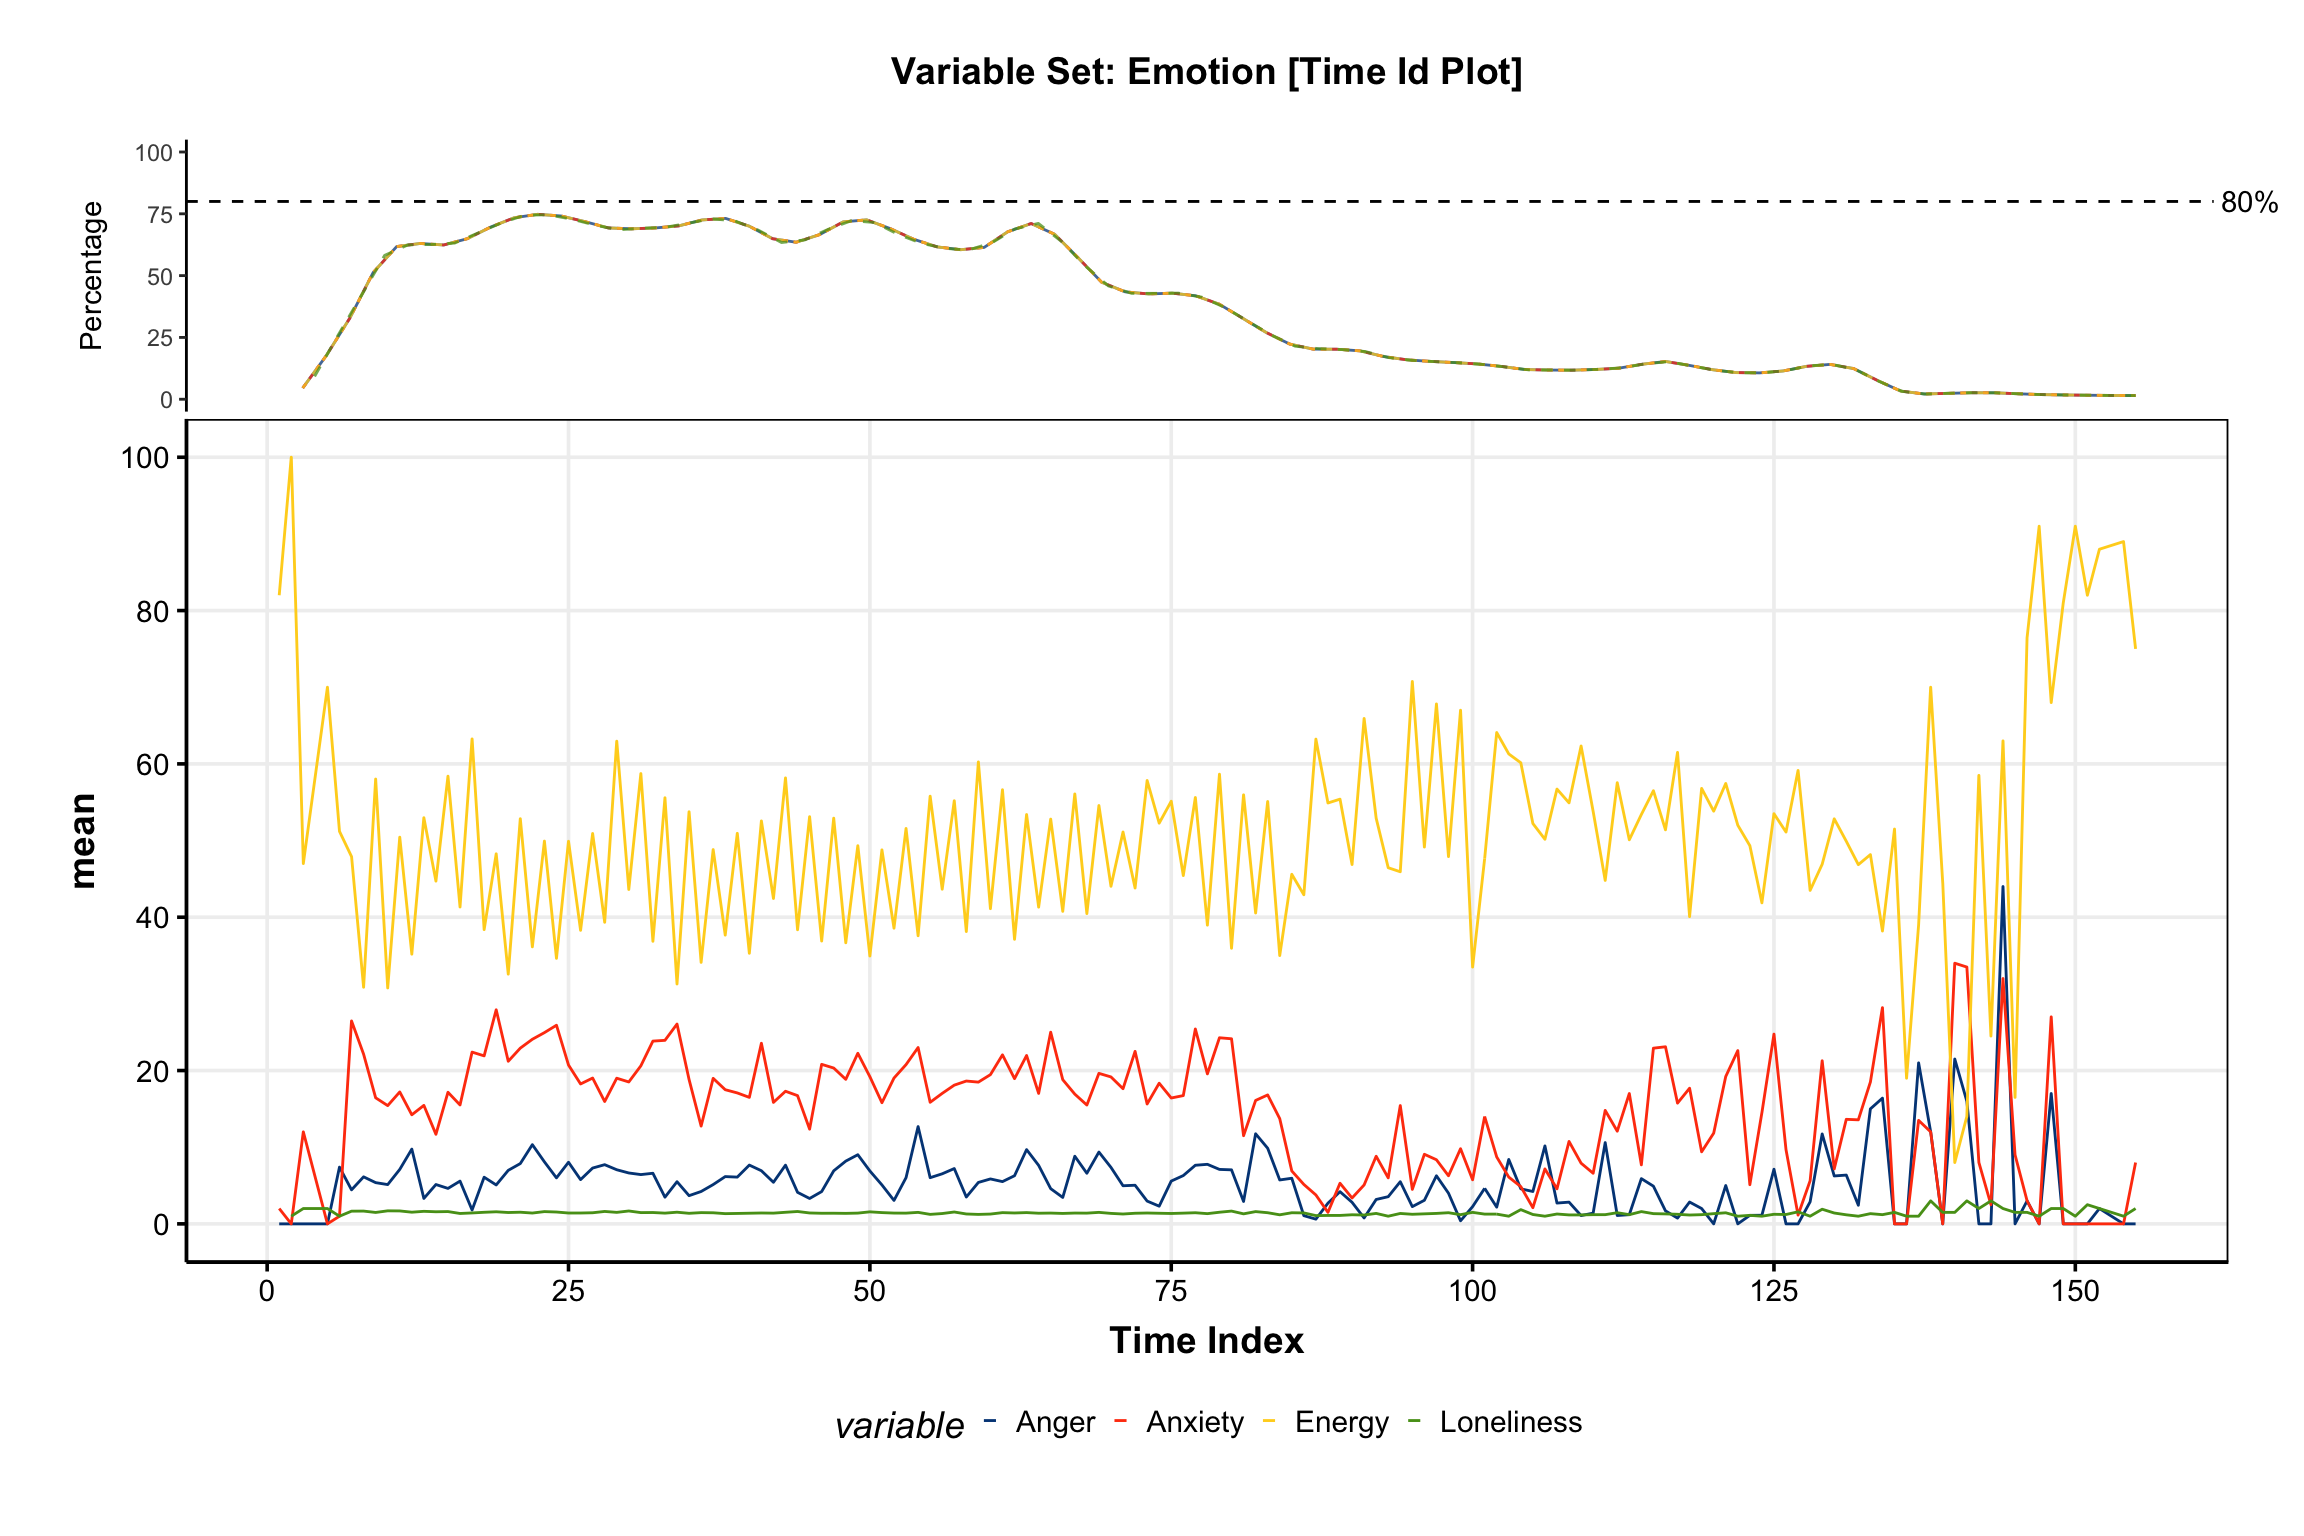 Variable Set: Emotion [Time Id Plot]
100
75
50
25
0
Percentage
80%
100
80
60
40
20
0
mean
0 25 50 75 100 125 150
Time Index
variable Anger Anxiety Energy Loneliness